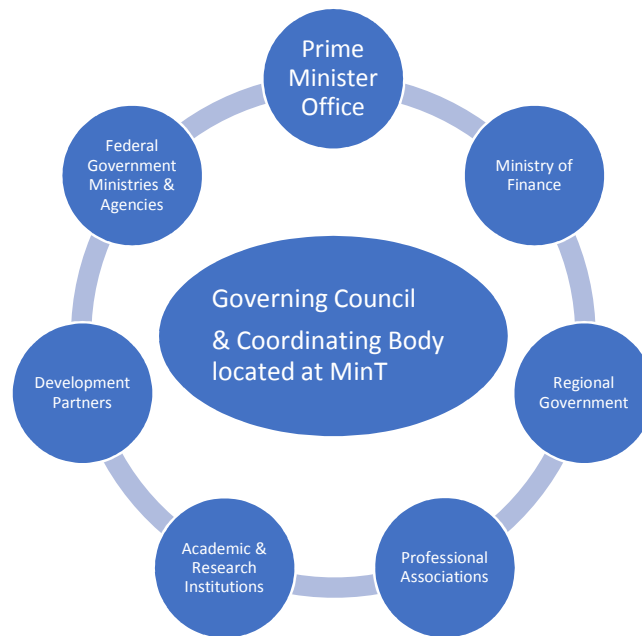 Prime
Minister
Office
Ministry of
Finance
Regional
Government
Professional
Associations
Academic &
Research
Institutions
Development
Partners
Federal
Government
Ministries &
Agencies
Governing Council
& Coordinating Body
located at MinT